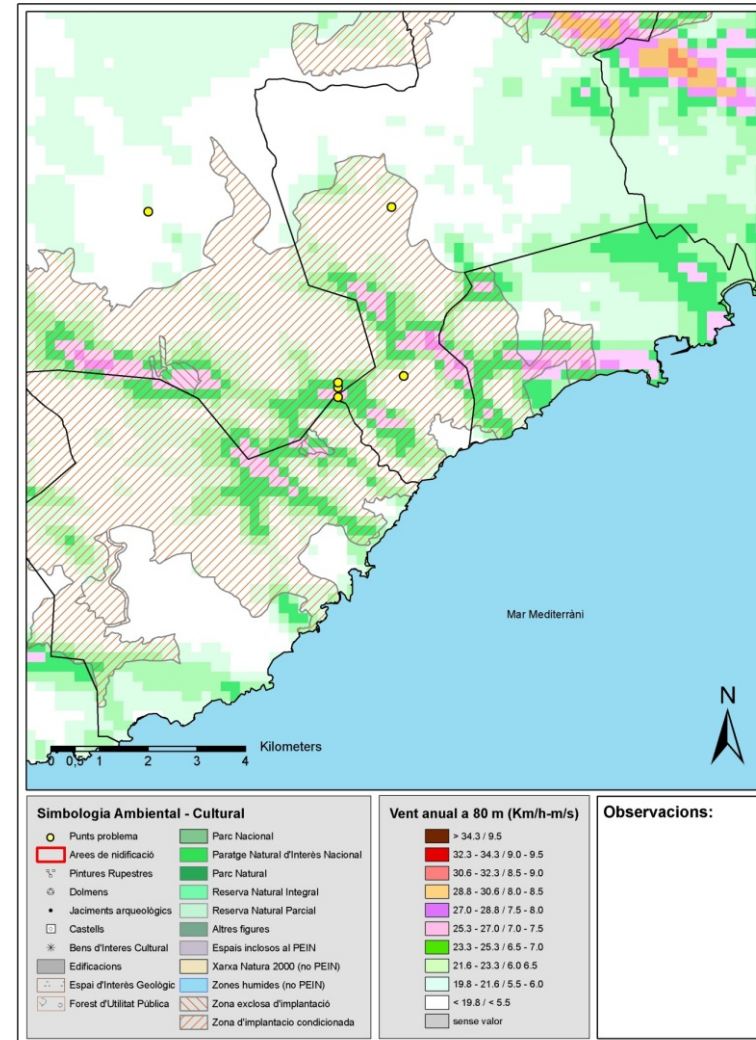 Mar Mediterràni
N
0 0,5 1 2 3 4
Kilometers
Simbologia Ambiental - Cultural
Punts problema
Arees de nidificació
Pintures Rupestres
Dolmens
Jaciments arqueològics
Castells
Bens d'Interes Cultural
Edificacions
Espai d'Interès Geològic
Forest d'Utilitat Pública
Parc Nacional
Paratge Natural d'Interès Nacional
Parc Natural
Reserva Natural Integral
Reserva Natural Parcial
Altres figures
Espais inclosos al PEIN
Xarxa Natura 2000 (no PEIN)
Zones humides (no PEIN)
Zona exclosa d'implantació
Zona d'implantacio condicionada
Vent anual a 80 m (Km/h-m/s)
> 34.3 / 9.5
32.3 - 34.3 / 9.0 - 9.5
30.6 - 32.3 / 8.5 - 9.0
28.8 - 30.6 / 8.0 - 8.5
27.0 - 28.8 / 7.5 - 8.0
25.3 - 27.0 / 7.0 - 7.5
23.3 - 25.3 / 6.5 - 7.0
21.6 - 23.3 / 6.0 6.5
19.8 - 21.6 / 5.5 - 6.0
< 19.8 / < 5.5
sense valor
Observacions: